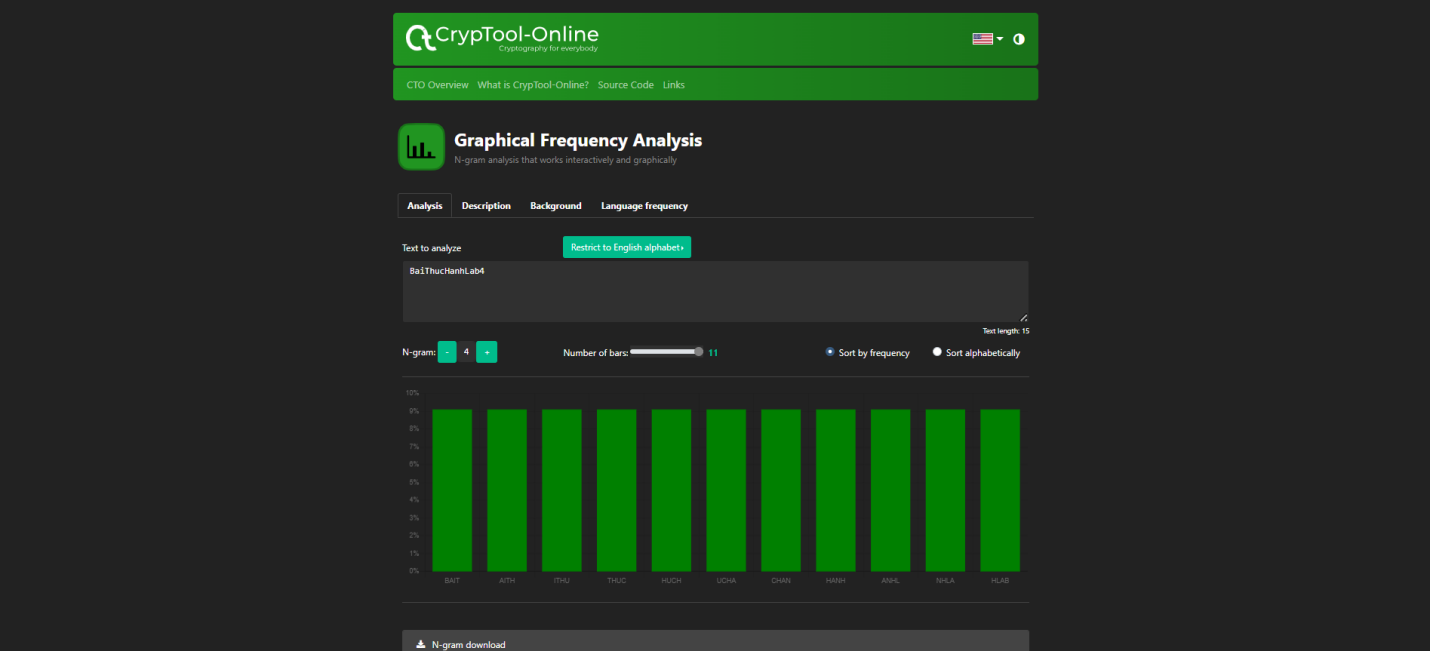 CrypTool-Online
Cryptography for everybody
CTO Overview What is CrypTool-Online? Source Code Links
Graphical Frequency Analysis
N-gram analysis that works interactively and graphically
Analysis Description Background Language frequency
Text to analyze Restrict to English alphabet›
BaiThucHanhLab4
Text length: 15
N-gram: - 4 + Number of bars: 11 Sort by frequency Sort alphabetically
10%
9%
8%
7%
6%
5%
4%
3%
2%
1%
0%
BAIT AITH ITHU THUC HUCH UCHA CHAN HANH ANHL NHLA HLAB
N-gram download